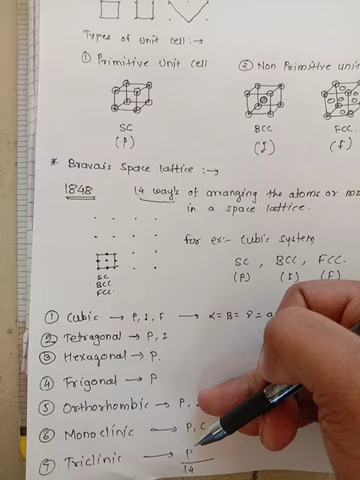 Types of unit cell :→
① Primitive Unit cell ② Non Primitive unit
SC BCC FCC
(P) (I) (F)
* Bravais Space lattice :→
1848 14 ways of arranging the atoms or
in a space lattice.
for ex:- Cubic System
SC, BCC, FCC.
(P) (I) (F)
SC
BCC
FCC.
① Cubic → P, I, F →
② Tetragonal → P, I
③ Hexagonal → P.
④ Trigonal → P
⑤ Orthorhombic → P,
⑥ Monoclinic → P, C
⑦ Triclinic → P
14